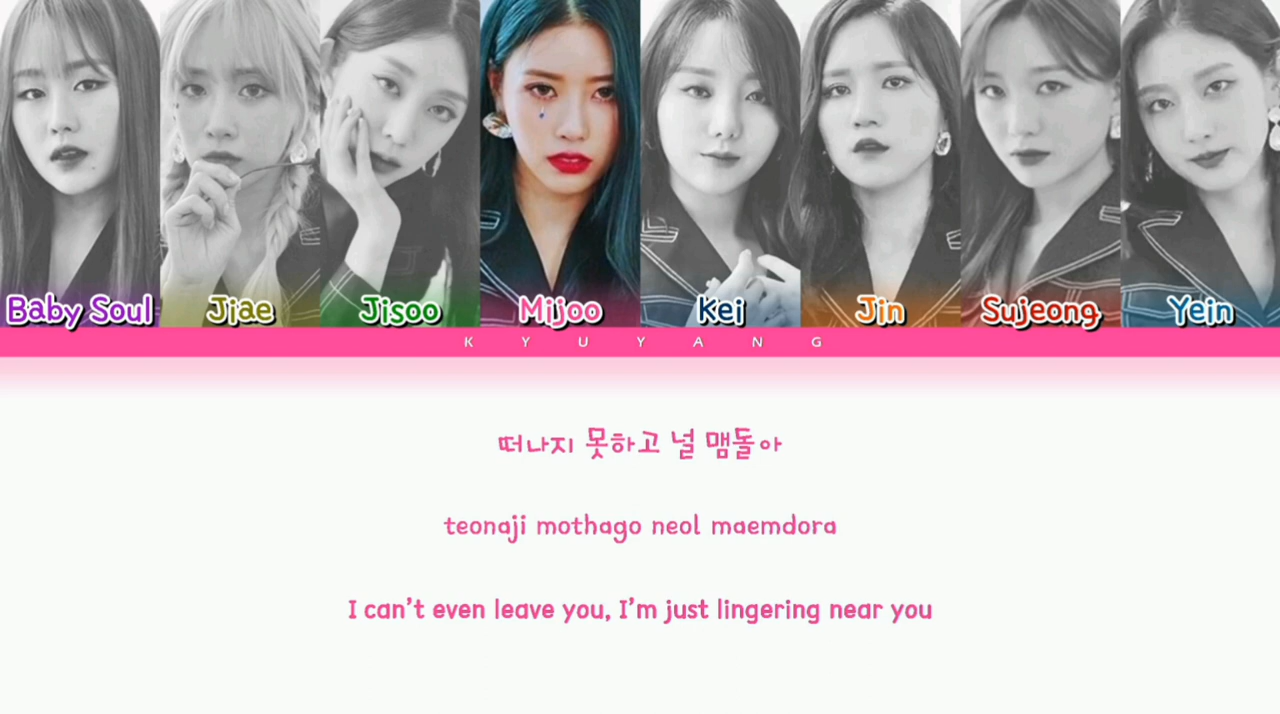 Baby Soul Jiae Jisoo Mijoo Kei Jin Sujeong Yein
KYUYANG
떠나지 못하고 널 맴돌아
teonaji mothago neol maemdora
I can't even leave you, I'm just lingering near you